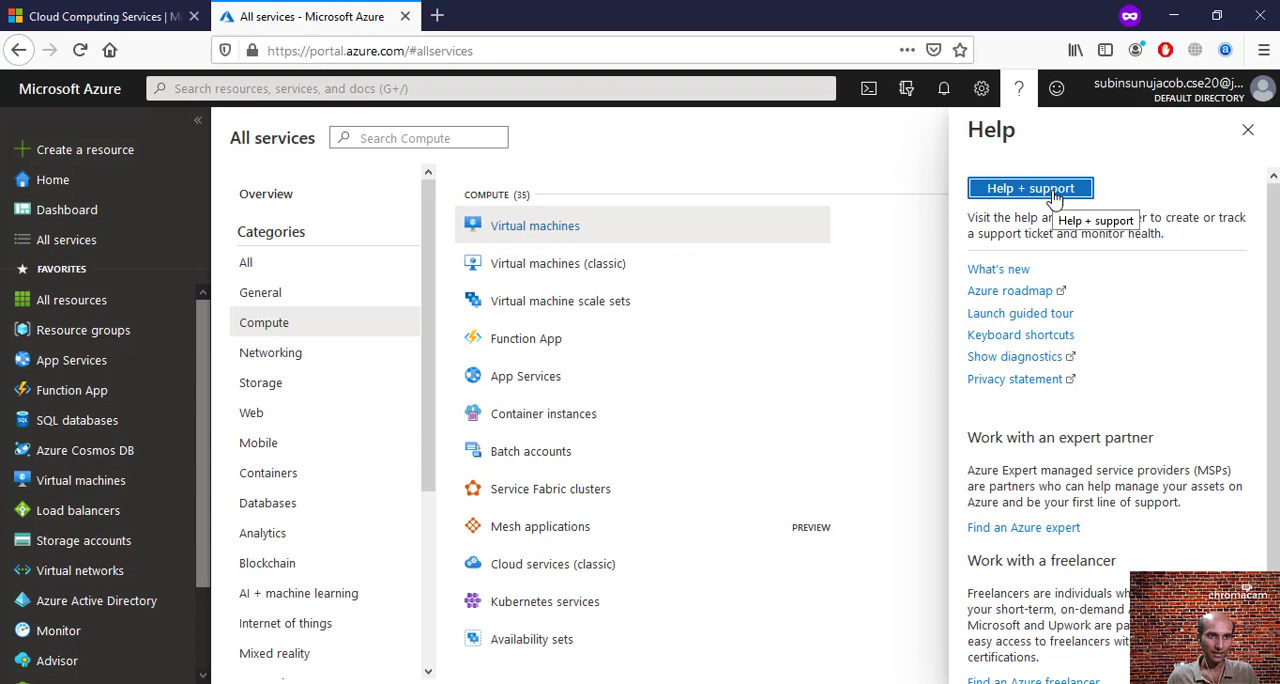 Cloud Computing Services | M
All services - Microsoft Azure
https://portal.azure.com/#allservices
Microsoft Azure
Search resources, services, and docs (G+/)
subinsunujacob.cse20@j...
DEFAULT DIRECTORY
Create a resource
Home
Dashboard
All services
FAVORITES
All resources
Resource groups
App Services
Function App
SQL databases
Azure Cosmos DB
Virtual machines
Load balancers
Storage accounts
Virtual networks
Azure Active Directory
Monitor
Advisor
All services
Search Compute
Overview
Categories
All
General
Compute
Networking
Storage
Web
Mobile
Containers
Databases
Analytics
Blockchain
AI + machine learning
Internet of things
Mixed reality
COMPUTE (35)
Virtual machines
Virtual machines (classic)
Virtual machine scale sets
Function App
App Services
Container instances
Batch accounts
Service Fabric clusters
Mesh applications PREVIEW
Cloud services (classic)
Kubernetes services
Availability sets
Help
Help + support
Help + support
Visit the help an er to create or track
a support ticket and monitor health.
What's new
Azure roadmap
Launch guided tour
Keyboard shortcuts
Show diagnostics
Privacy statement
Work with an expert partner
Azure Expert managed service providers (MSPs)
are partners who can help manage your assets on
Azure and be your first line of support.
Find an Azure expert
Work with a freelancer
Freelancers are individuals wh
your short-term, on-demand
Microsoft and Upwork are pa
easy access to freelancers wit
certifications.
Find an Azure freelancer
chromacam